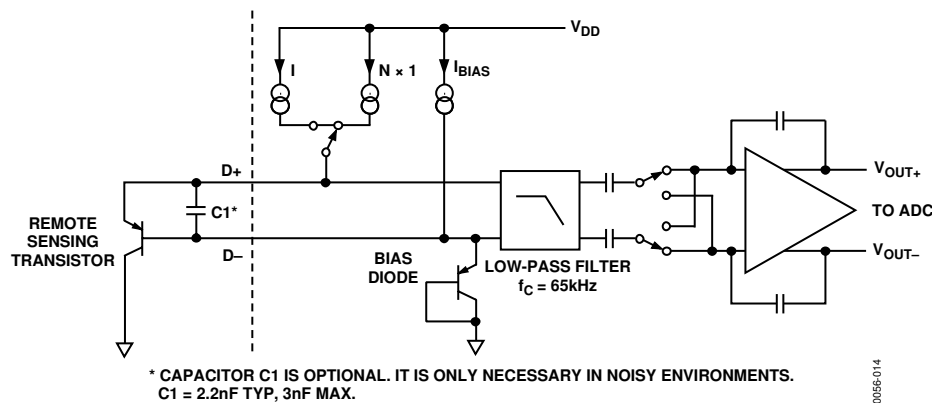 V_DD
I
N × 1
I_BIAS
D+
C1*
REMOTE
SENSING
TRANSISTOR
D–
BIAS
DIODE
LOW-PASS FILTER
f_C = 65kHz
V_OUT+
TO ADC
V_OUT–
* CAPACITOR C1 IS OPTIONAL. IT IS ONLY NECESSARY IN NOISY ENVIRONMENTS.
C1 = 2.2nF TYP, 3nF MAX.
0056-014